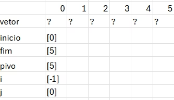 0 1 2 3 4 5
vetor ? ? ? ? ? ?
inicio [0]
fim [5]
pivo [5]
i [-1]
j [0]